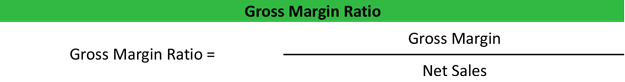 Gross Margin Ratio
Gross Margin Ratio =
Gross Margin
Net Sales